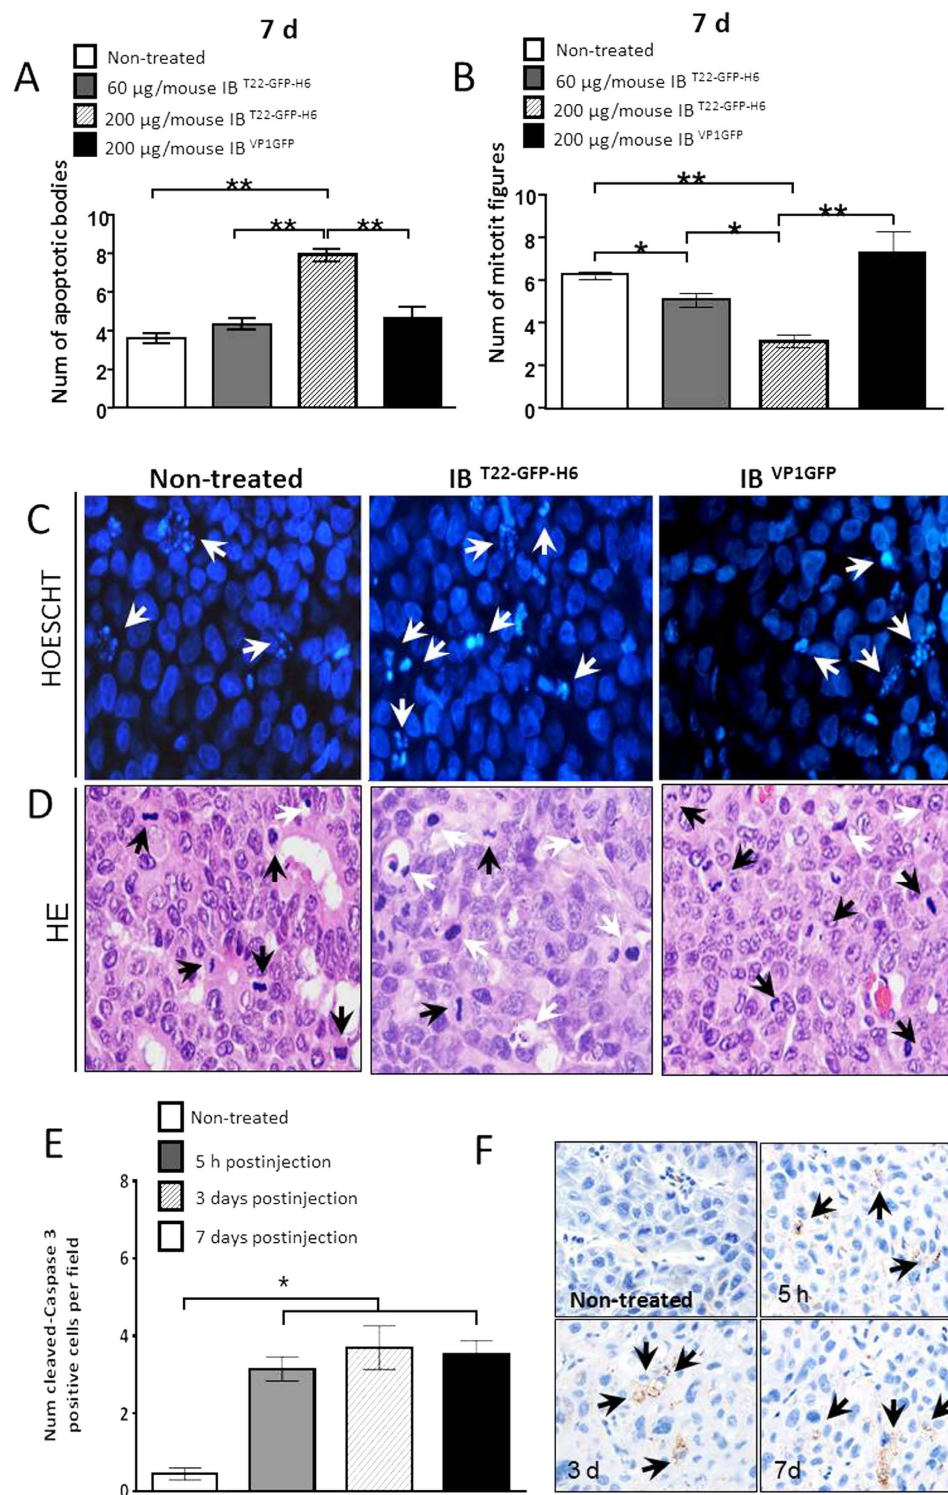 7 d
A
Non-treated
60 µg/mouse IB T22-GFP-H6
200 µg/mouse IB T22-GFP-H6
200 µg/mouse IB VP1GFP
Num of apoptotic bodies
**
** **
10
8
6
4
2
0
7 d
B
Non-treated
60 µg/mouse IB T22-GFP-H6
200 µg/mouse IB T22-GFP-H6
200 µg/mouse IB VP1GFP
Num of mitotit figures
**
**
*
*
10
8
6
4
2
0
Non-treated
IB T22-GFP-H6
IB VP1GFP
C
HOESCHT
D
HE
E
Non-treated
5 h postinjection
3 days postinjection
7 days postinjection
Num cleaved-Caspase 3
positive cells per field
*
8
6
4
2
0
F
Non-treated
5 h
3 d
7d